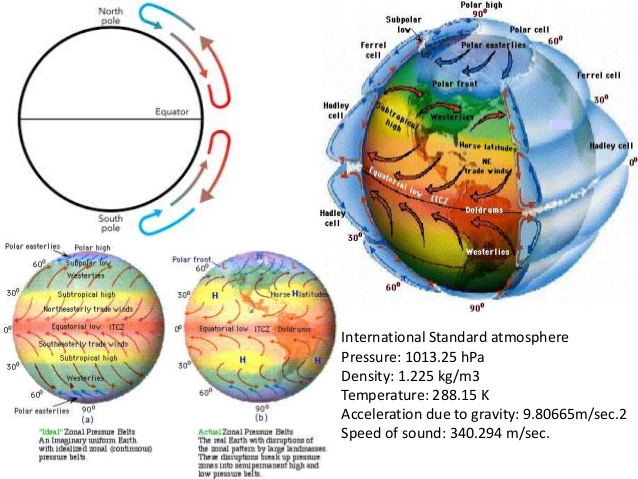 North
pole
Equator
South
pole
Polar high
90°
Subpolar
low
Polar cell
60°
Ferrel
cell
60°
Polar easterlies
Polar front
Ferrel cell
30°
Hadley
cell
Subtropical
high
Westerlies
Horse latitudes
NE
trade winds
Hadley cell
0°
Equatorial low ITCZ
Doldrums
Hadley
cell
30°
Westerlies
60°
90°
Polar easterlies
Polar high
60°
Subpolar low
Westerlies
30°
Subtropical high
Northeasterly trade winds
0°
Equatorial low ITCZ
Southeasterly trade winds
30°
Subtropical high
Westerlies
60°
Polar easterlies
90°
(a)
Polar front
H
60°
30°
H
Horse H latitudes
0°
Equatorial low ITCZ Doldrums
30°
H
H
60°
90°
(b)
"Ideal" Zonal Pressure Belts
An Imaginary uniform Earth
with idealized zonal (continuous)
pressure belts.
Actual Zonal Pressure Belts
The real Earth with disruptions of
the zonal pattern by large landmasses.
These disruptions break up pressure
zones into semipermanent high and
low pressure belts.
International Standard atmosphere
Pressure: 1013.25 hPa
Density: 1.225 kg/m3
Temperature: 288.15 K
Acceleration due to gravity: 9.80665m/sec.2
Speed of sound: 340.294 m/sec.